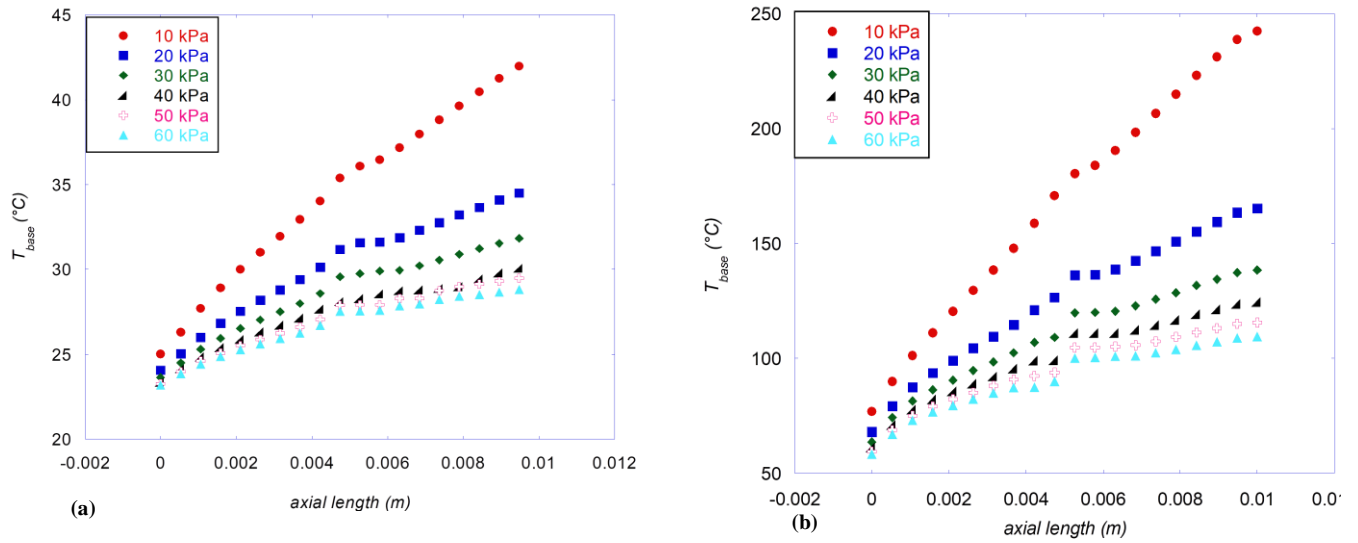 45
10 kPa
20 kPa
30 kPa
40 kPa
50 kPa
60 kPa
40
35
30
25
20
T_base (°C)
-0.002 0 0.002 0.004 0.006 0.008 0.01 0.012
axial length (m)
(a)
250
10 kPa
20 kPa
30 kPa
40 kPa
50 kPa
60 kPa
200
150
100
50
T_base (°C)
-0.002 0 0.002 0.004 0.006 0.008 0.01 0.01
axial length (m)
(b)